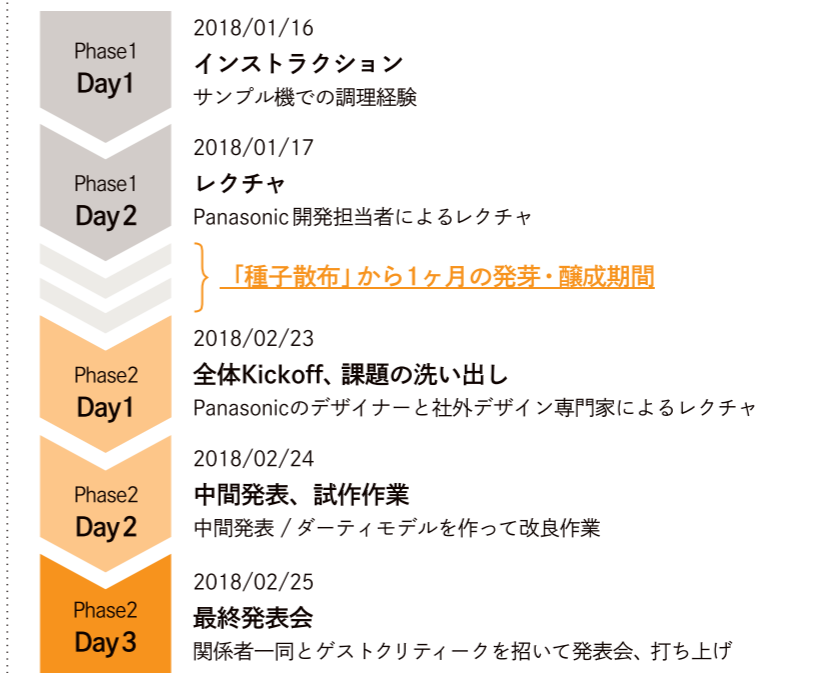 2018/01/16
Phase1
インストラクション
Day1
サンプル機での調理経験
2018/01/17
Phase1
レクチャ
Day2
Panasonic開発担当者によるレクチャ
「種子散布」から1ヶ月の発芽・醸成期間
2018/02/23
Phase2
全体Kickoff、課題の洗い出し
Day1
Panasonicのデザイナーと社外デザイン専門家によるレクチャ
2018/02/24
Phase2
中間発表、試作作業
Day2
中間発表 / ダーティモデルを作って改良作業
2018/02/25
Phase2
最終発表会
Day3
関係者一同とゲストクリティークを招いて発表会、打ち上げ